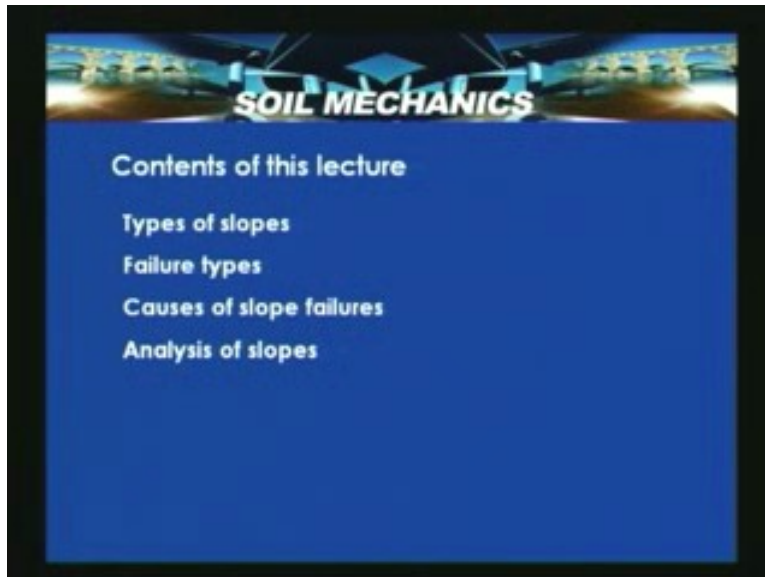 SOIL MECHANICS
Contents of this lecture
Types of slopes
Failure types
Causes of slope failures
Analysis of slopes